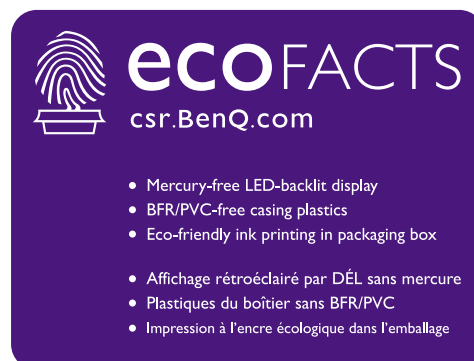 ecoFACTS
csr.BenQ.com
• Mercury-free LED-backlit display
• BFR/PVC-free casing plastics
• Eco-friendly ink printing in packaging box
• Affichage rétroéclairé par DÉL sans mercure
• Plastiques du boîtier sans BFR/PVC
• Impression à l'encre écologique dans l'emballage